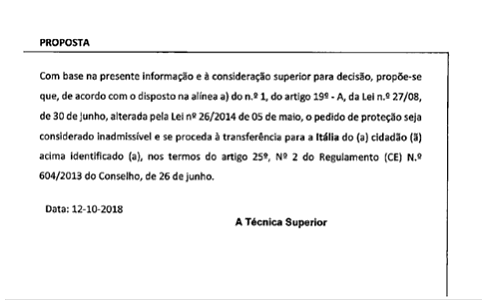 PROPOSTA
Com base na presente informação e à consideração superior para decisão, propõe-se
que, de acordo com o disposto na alínea a) do n.º 1, do artigo 19º - A, da Lei n.º 27/08,
de 30 de junho, alterada pela Lei nº 26/2014 de 05 de maio, o pedido de proteção seja
considerado inadmissível e se proceda à transferência para a Itália do (a) cidadão (ã)
acima identificado (a), nos termos do artigo 25º, Nº 2 do Regulamento (CE) N.º
604/2013 do Conselho, de 26 de junho.
Data: 12-10-2018
A Técnica Superior